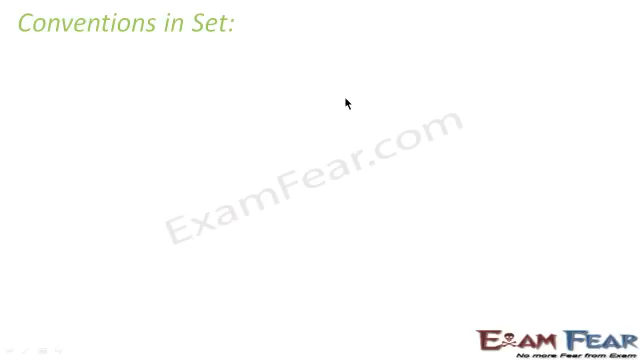 Conventions in Set:
ExamFear.com
EXAM FEAR
No more Fear from Exam